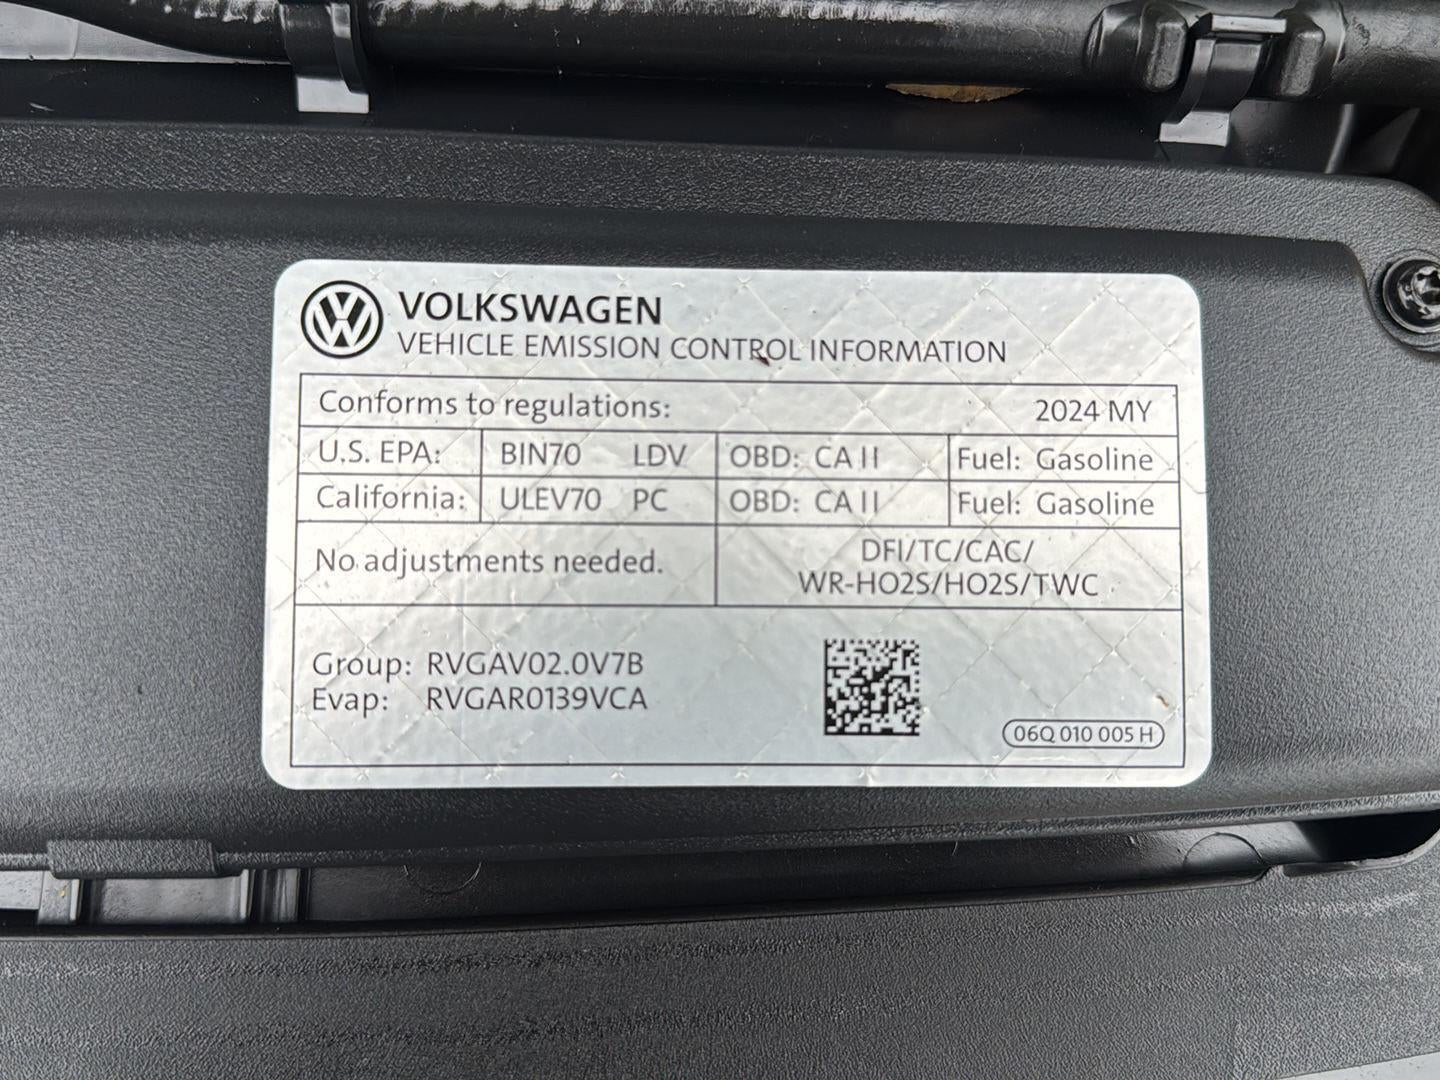 VOLKSWAGEN
VEHICLE EMISSION CONTROL INFORMATION
Conforms to regulations: 2024 MY
U.S. EPA: BIN70 LDV OBD: CA II Fuel: Gasoline
California: ULEV70 PC OBD: CA II Fuel: Gasoline
No adjustments needed.
DFI/TC/CAC/
WR-HO2S/HO2S/TWC
Group: RVGAV02.0V7B
Evap: RVGAR0139VCA
06Q 010 005 H